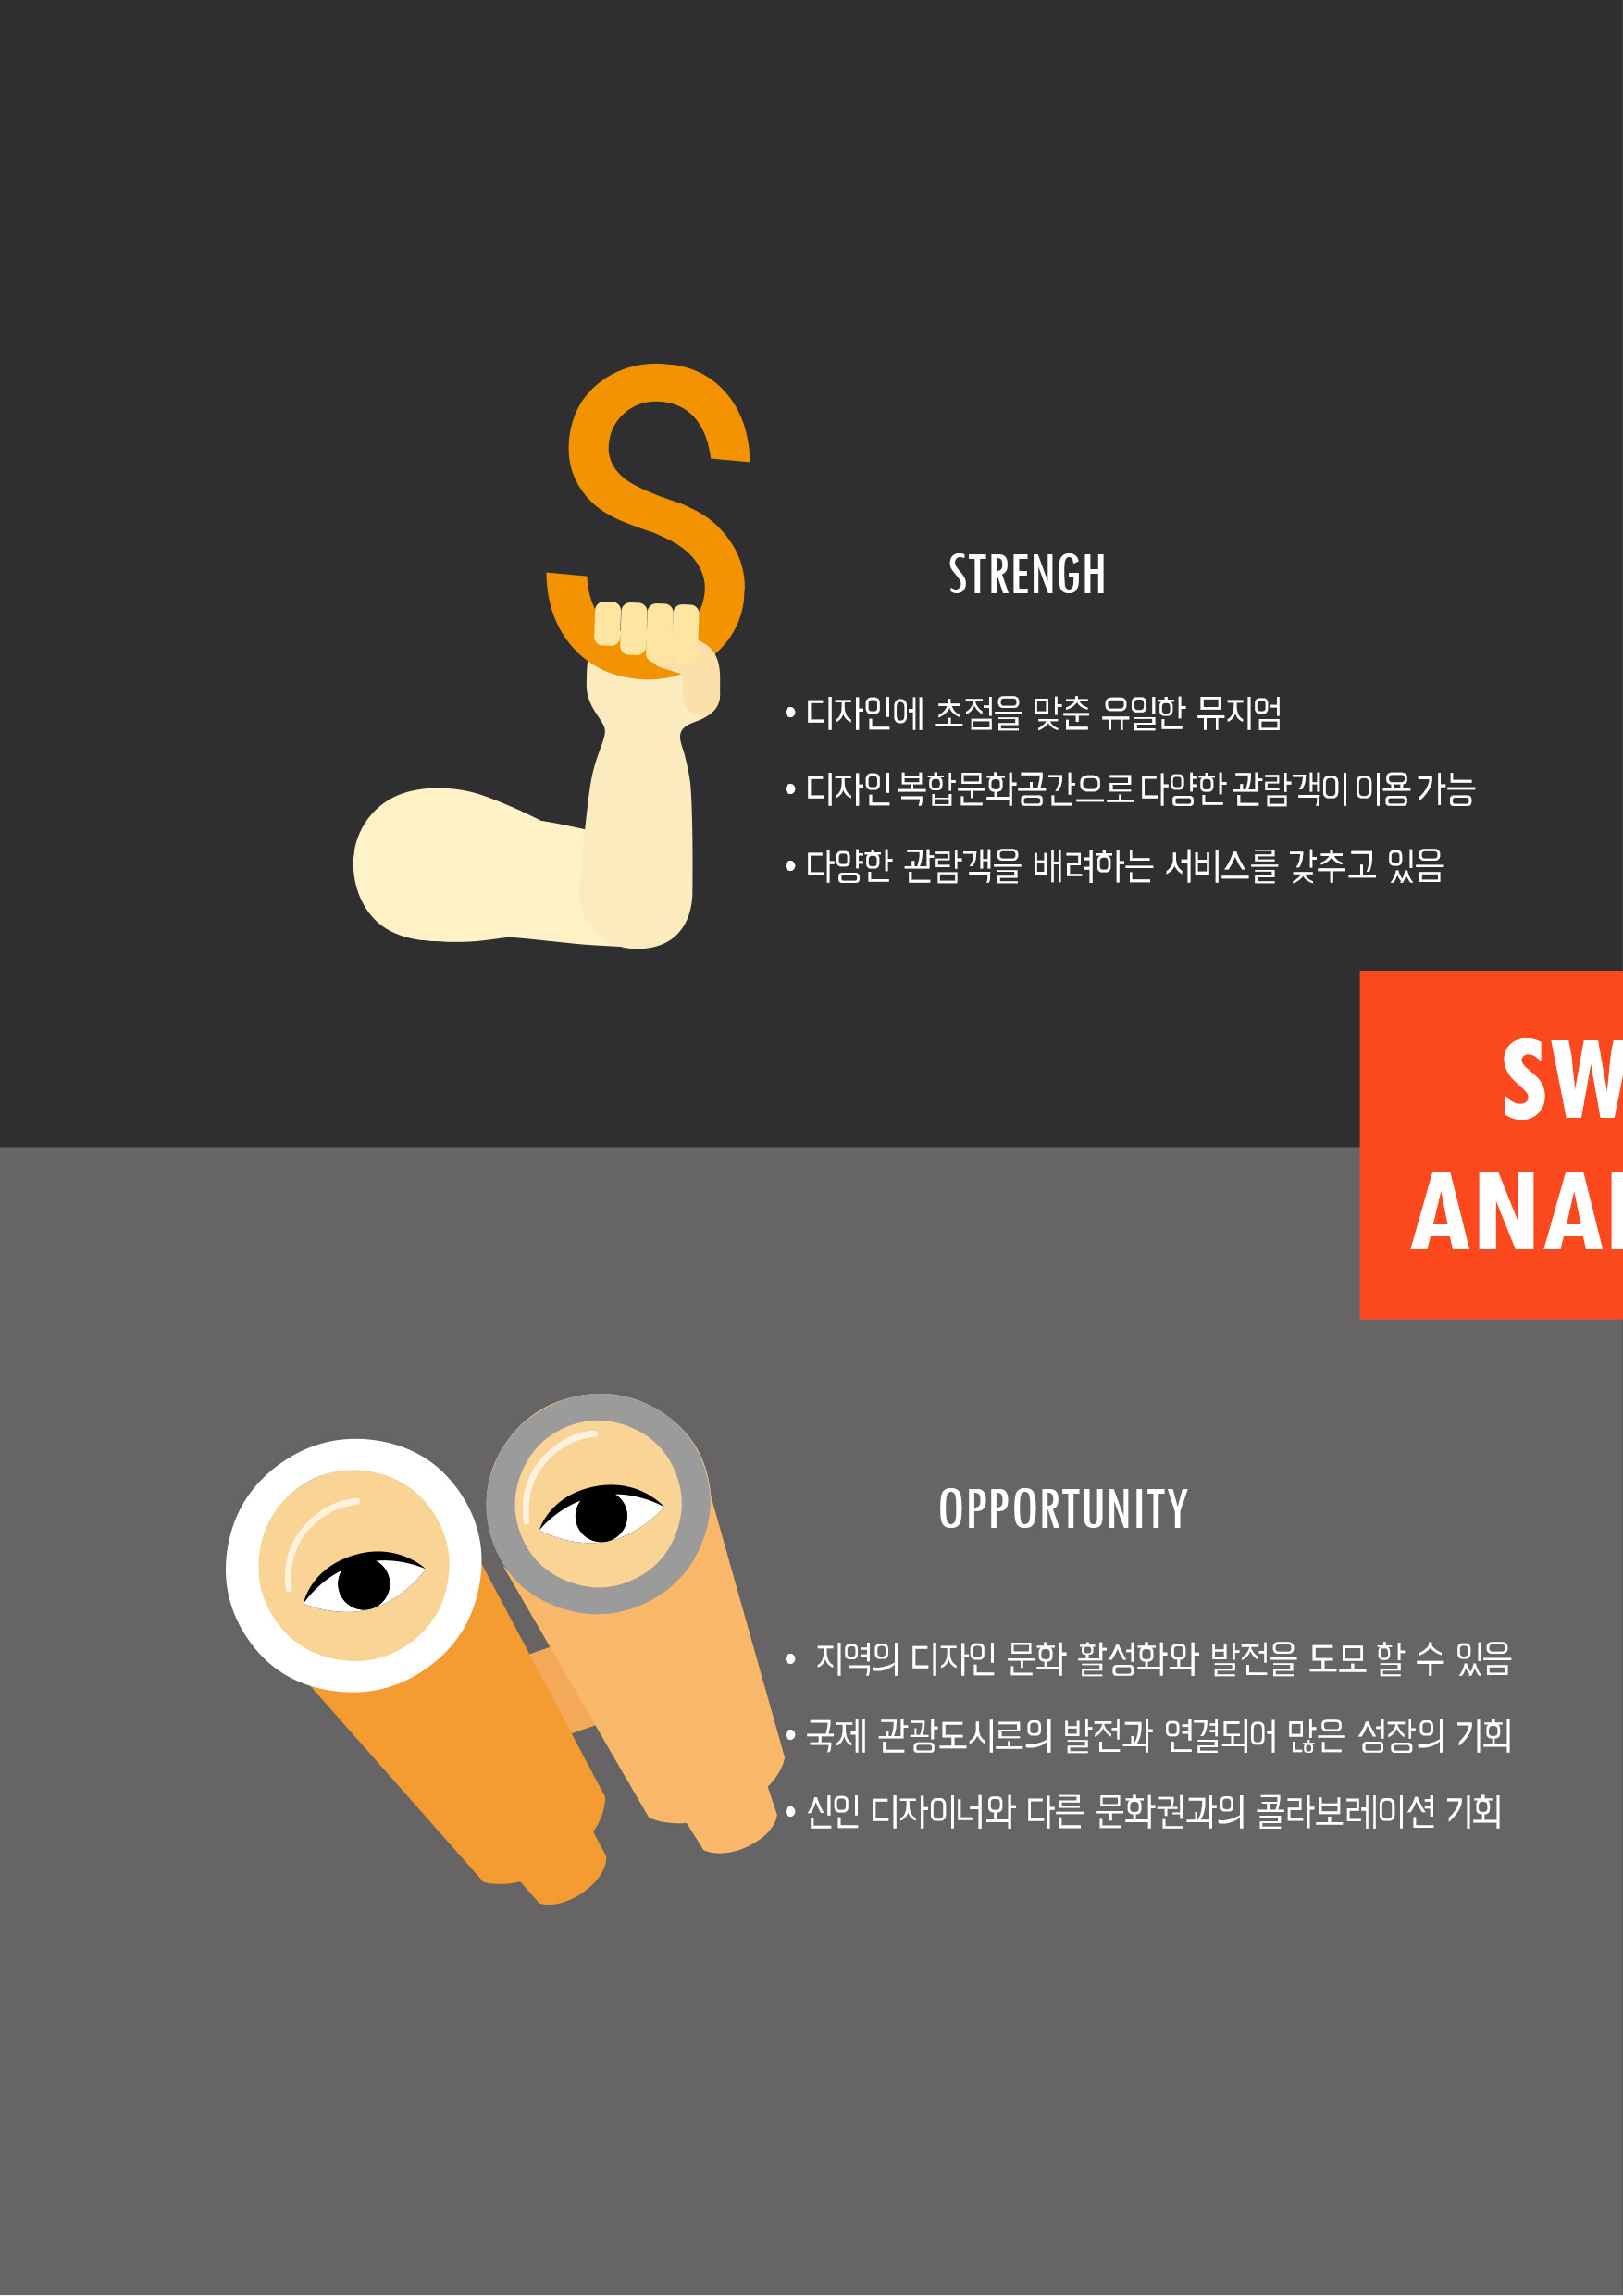 S
STRENGH
• 디자인에 초점을 맞춘 유일한 뮤지엄
• 디자인 복합문화공간으로 다양한 관람객이 이용 가능
• 다양한 관람객을 배려하는 서비스를 갖추고 있음
SW
ANAL
OPPORTUNITY
• 지역의 디자인 문화 활성화와 발전을 도모 할 수 있음
• 국제 관광도시로의 발전과 연결되어 많은 성장의 기회
• 신인 디자이너와 다른 문화권과의 콜라보레이션 기회